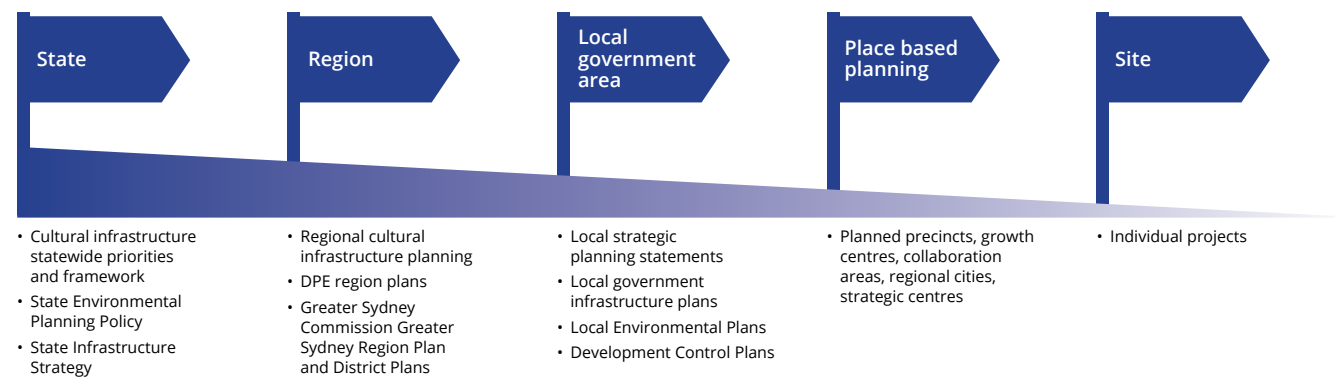 State
Region
Local
government
area
Place based
planning
Site
• Cultural infrastructure
statewide priorities
and framework
• State Environmental
Planning Policy
• State Infrastructure
Strategy
• Regional cultural
infrastructure planning
• DPE region plans
• Greater Sydney
Commission Greater
Sydney Region Plan
and District Plans
• Local strategic
planning statements
• Local government
infrastructure plans
• Local Environmental Plans
• Development Control Plans
• Planned precincts, growth
centres, collaboration
areas, regional cities,
strategic centres
• Individual projects